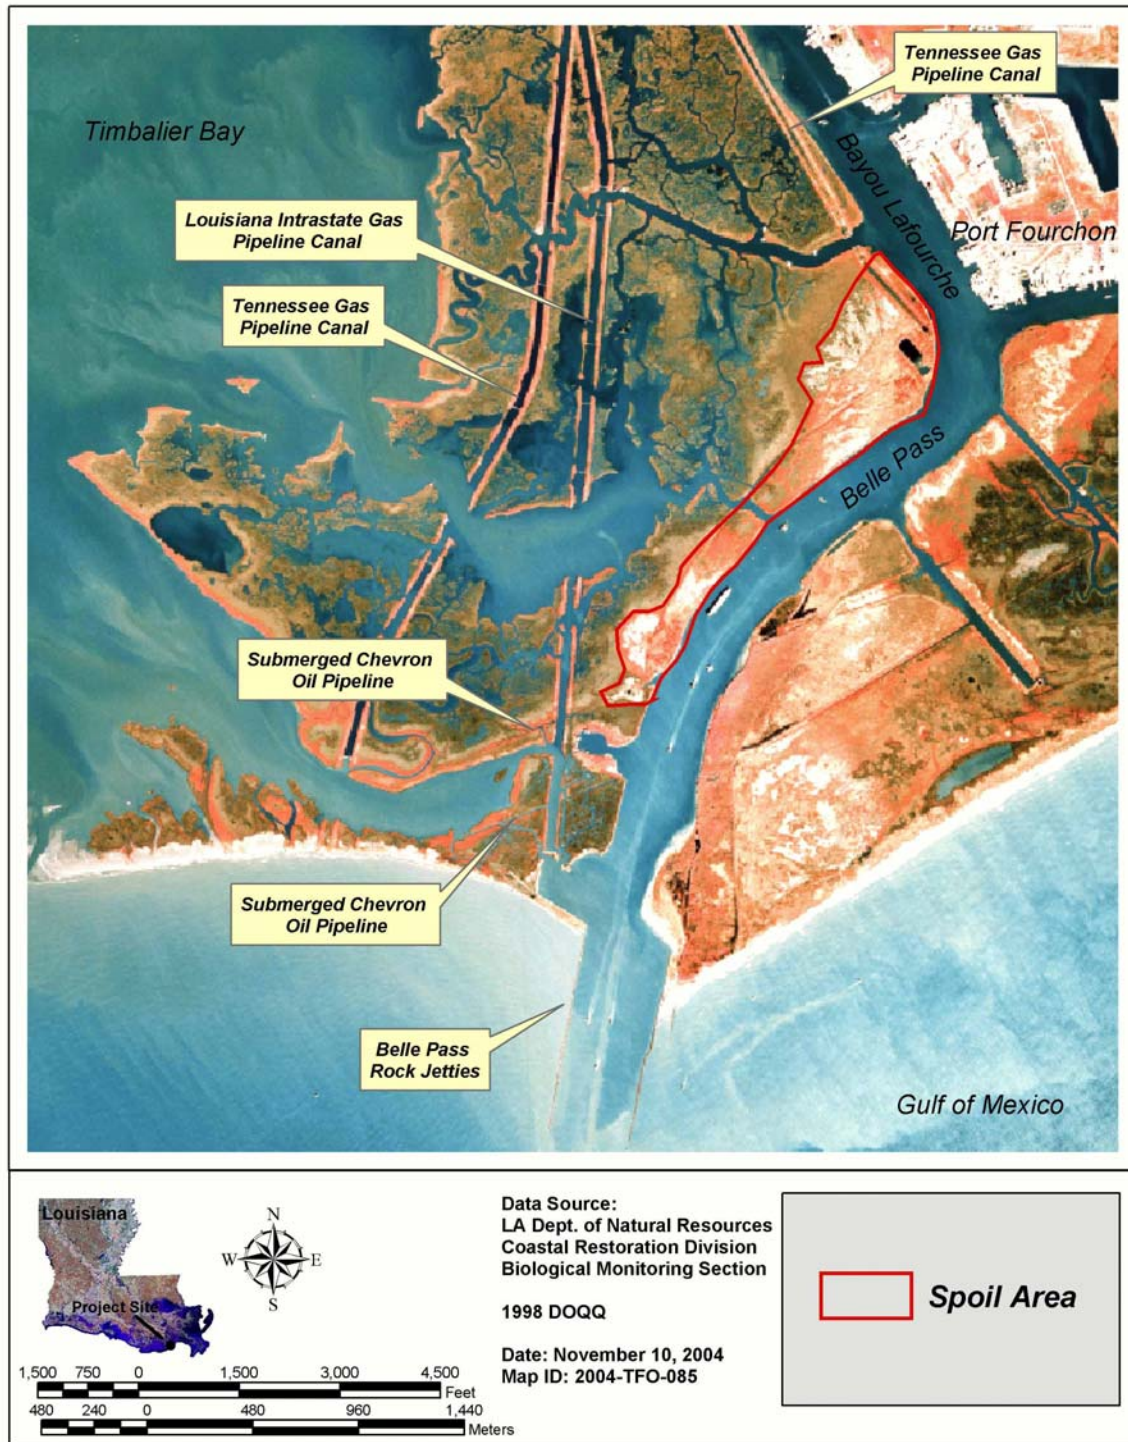 Tennessee Gas
Pipeline Canal
Timbalier Bay
Bayou Lafourche
Louisiana Intrastate Gas
Pipeline Canal
Port Fourchon
Tennessee Gas
Pipeline Canal
Belle Pass
Submerged Chevron
Oil Pipeline
Submerged Chevron
Oil Pipeline
Belle Pass
Rock Jetties
Gulf of Mexico
Louisiana
Project Site
N
W
E
S
1,500 750 0 1,500 3,000 4,500
Feet
480 240 0 480 960 1,440
Meters
Data Source:
LA Dept. of Natural Resources
Coastal Restoration Division
Biological Monitoring Section
1998 DOQQ
Date: November 10, 2004
Map ID: 2004-TFO-085
Spoil Area